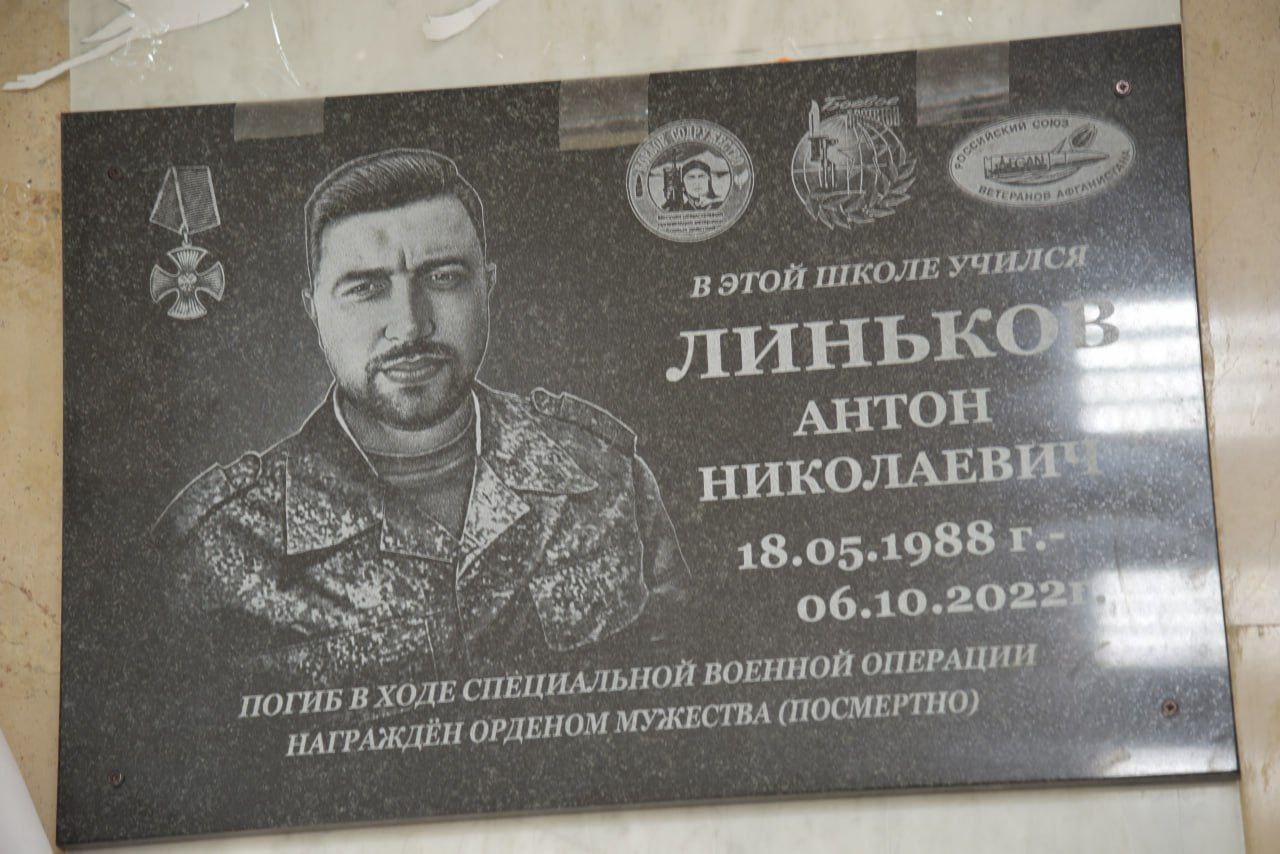 БОЕВОЕ
РОССИЙСКИЙ СОЮЗ
ВЕТЕРАНОВ АФГАНИСТАНА
В ЭТОЙ ШКОЛЕ УЧИЛСЯ
ЛИНЬКОВ
АНТОН
НИКОЛАЕВИЧ
18.05.1988 г.-
06.10.2022г.
ПОГИБ В ХОДЕ СПЕЦИАЛЬНОЙ ВОЕННОЙ ОПЕРАЦИИ
НАГРАЖДЁН ОРДЕНОМ МУЖЕСТВА (ПОСМЕРТНО)